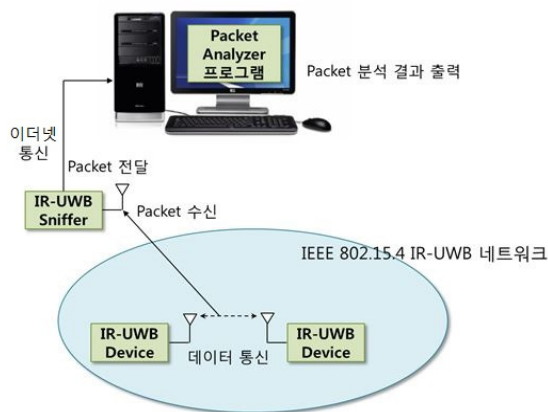 Packet
Analyzer
프로그램
Packet 분석 결과 출력
이더넷
통신
Packet 전달
IR-UWB
Sniffer
Packet 수신
IEEE 802.15.4 IR-UWB 네트워크
IR-UWB
Device
데이터 통신
IR-UWB
Device